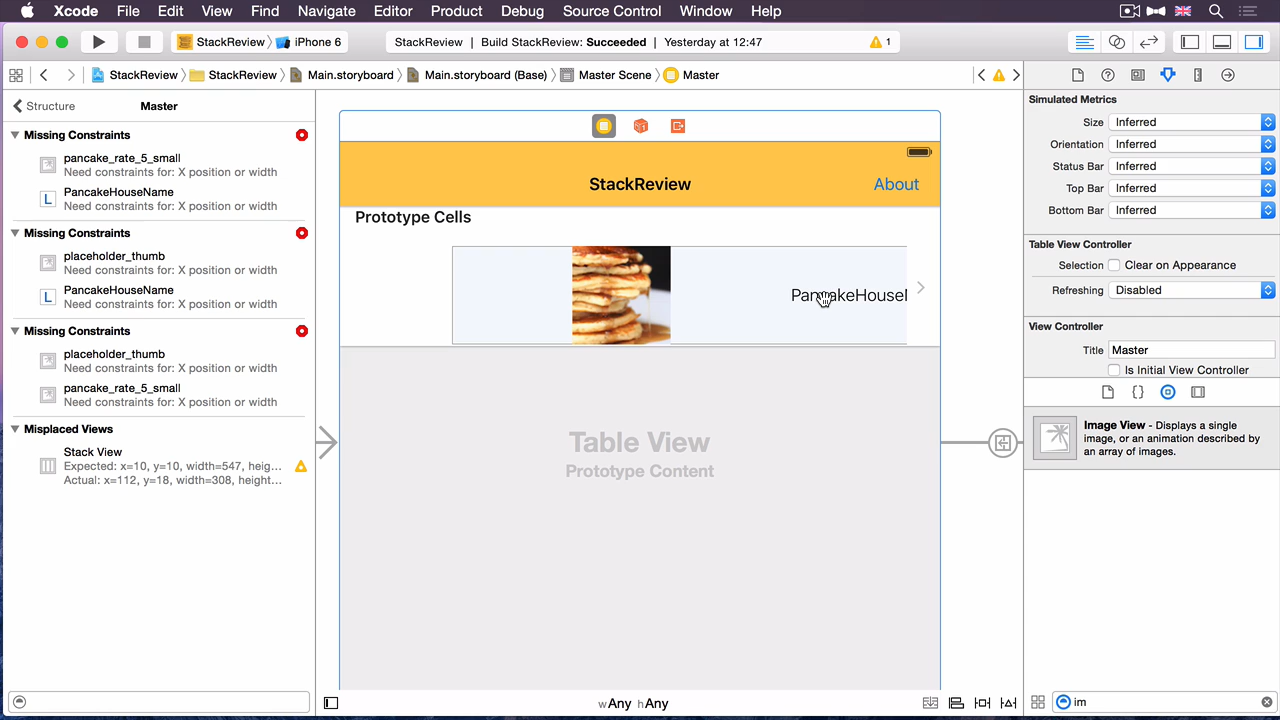 Xcode File Edit View Find Navigate Editor Product Debug Source Control Window Help
StackReview iPhone 6 StackReview | Build StackReview: Succeeded | Yesterday at 12:47 1
StackReview StackReview Main.storyboard Main.storyboard (Base) Master Scene Master
Structure Master
Missing Constraints
pancake_rate_5_small
Need constraints for: X position or width
L PancakeHouseName
Need constraints for: X position or width
Missing Constraints
placeholder_thumb
Need constraints for: X position or width
L PancakeHouseName
Need constraints for: X position or width
Missing Constraints
placeholder_thumb
Need constraints for: X position or width
pancake_rate_5_small
Need constraints for: X position or width
Misplaced Views
Stack View
Expected: x=10, y=10, width=547, heig...
Actual: x=112, y=18, width=308, height...
StackReview About
Prototype Cells
PancakeHouse
Table View
Prototype Content
wAny hAny
Simulated Metrics
Size Inferred
Orientation Inferred
Status Bar Inferred
Top Bar Inferred
Bottom Bar Inferred
Table View Controller
Selection Clear on Appearance
Refreshing Disabled
View Controller
Title Master
Is Initial View Controller
{}
Image View - Displays a single
image, or an animation described by
an array of images.
im